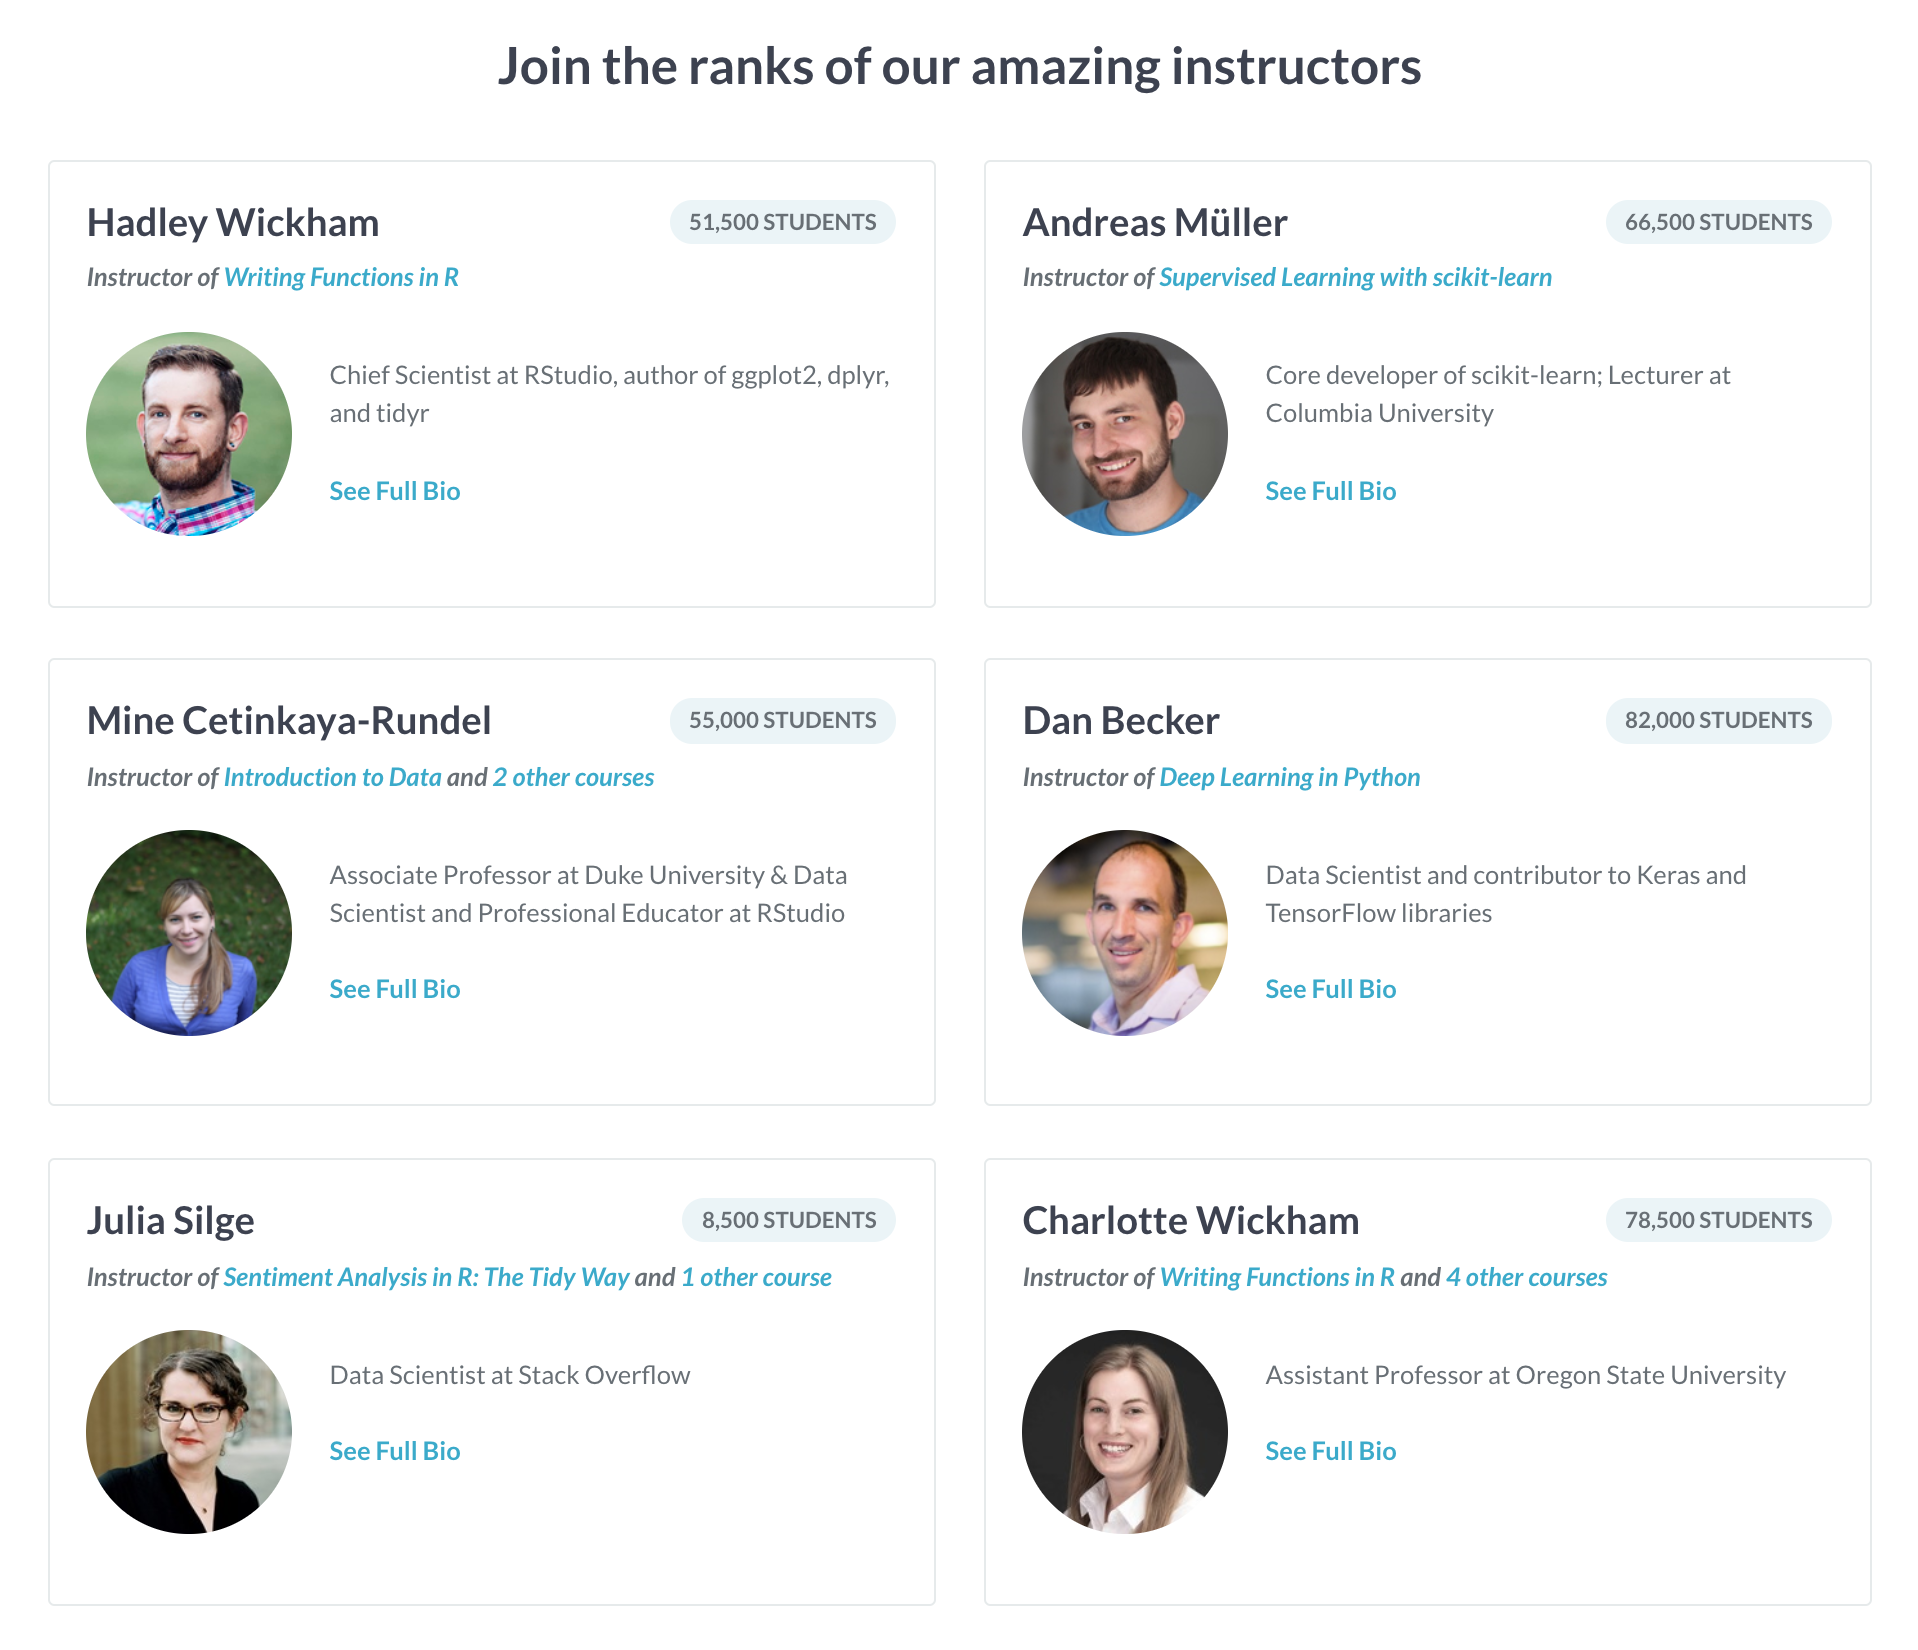 Join the ranks of our amazing instructors
Hadley Wickham
51,500 STUDENTS
Instructor of Writing Functions in R
Chief Scientist at RStudio, author of ggplot2, dplyr,
and tidyr
See Full Bio
Andreas Müller
66,500 STUDENTS
Instructor of Supervised Learning with scikit-learn
Core developer of scikit-learn; Lecturer at
Columbia University
See Full Bio
Mine Cetinkaya-Rundel
55,000 STUDENTS
Instructor of Introduction to Data and 2 other courses
Associate Professor at Duke University & Data
Scientist and Professional Educator at RStudio
See Full Bio
Dan Becker
82,000 STUDENTS
Instructor of Deep Learning in Python
Data Scientist and contributor to Keras and
TensorFlow libraries
See Full Bio
Julia Silge
8,500 STUDENTS
Instructor of Sentiment Analysis in R: The Tidy Way and 1 other course
Data Scientist at Stack Overflow
See Full Bio
Charlotte Wickham
78,500 STUDENTS
Instructor of Writing Functions in R and 4 other courses
Assistant Professor at Oregon State University
See Full Bio